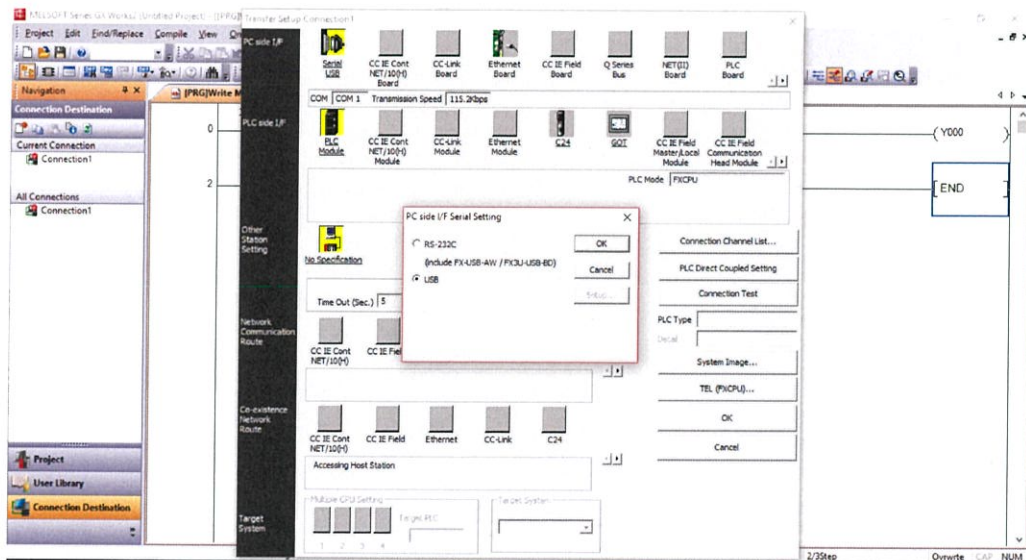 MELSOFT Series GX Works2 (Untitled Project) - [[PRG]
Project Edit Find/Replace Compile View On
Navigation
[PRG]Write M
Connection Destination
Current Connection
Connection1
All Connections
Connection1
Project
User Library
Connection Destination
0
2
Transfer Setup Connection1
PC side I/F
Serial USB
CC IE Cont NET/10(H) Board
CC-Link Board
Ethernet Board
CC IE Field Board
Q Series Bus
NET(II) Board
PLC Board
COM COM 1 Transmission Speed 115.2Kbps
PLC side I/F
PLC Module
CC IE Cont NET/10(H) Module
CC-Link Module
Ethernet Module
C24
GOT
CC IE Field Master/Local Module
CC IE Field Communication Head Module
PLC Mode FXCPU
Other Station Setting
No Specification
Time Out (Sec.) 5
Network Communication Route
CC IE Cont NET/10(H)
CC IE Fiel
Co-existence Network Route
CC IE Cont NET/10(H)
CC IE Field
Ethernet
CC-Link
C24
Accessing Host Station
Multiple CPU Setting
Target PLC
1 2 3 4
Target System
Target System
PC side I/F Serial Setting
RS-232C
(include FX-USB-AW / FX3U-USB-BD)
USB
OK
Cancel
Setup...
Connection Channel List...
PLC Direct Coupled Setting
Connection Test
PLC Type
Detail
System Image...
TEL (FXCPU)...
OK
Cancel
Y000
END
2/3Step Ovrwrte CAP NUM